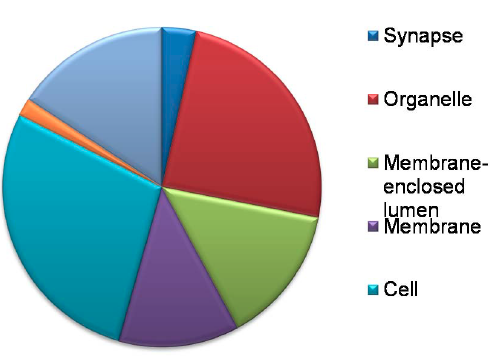 Synapse
Organelle
Membrane-
enclosed
lumen
Membrane
Cell